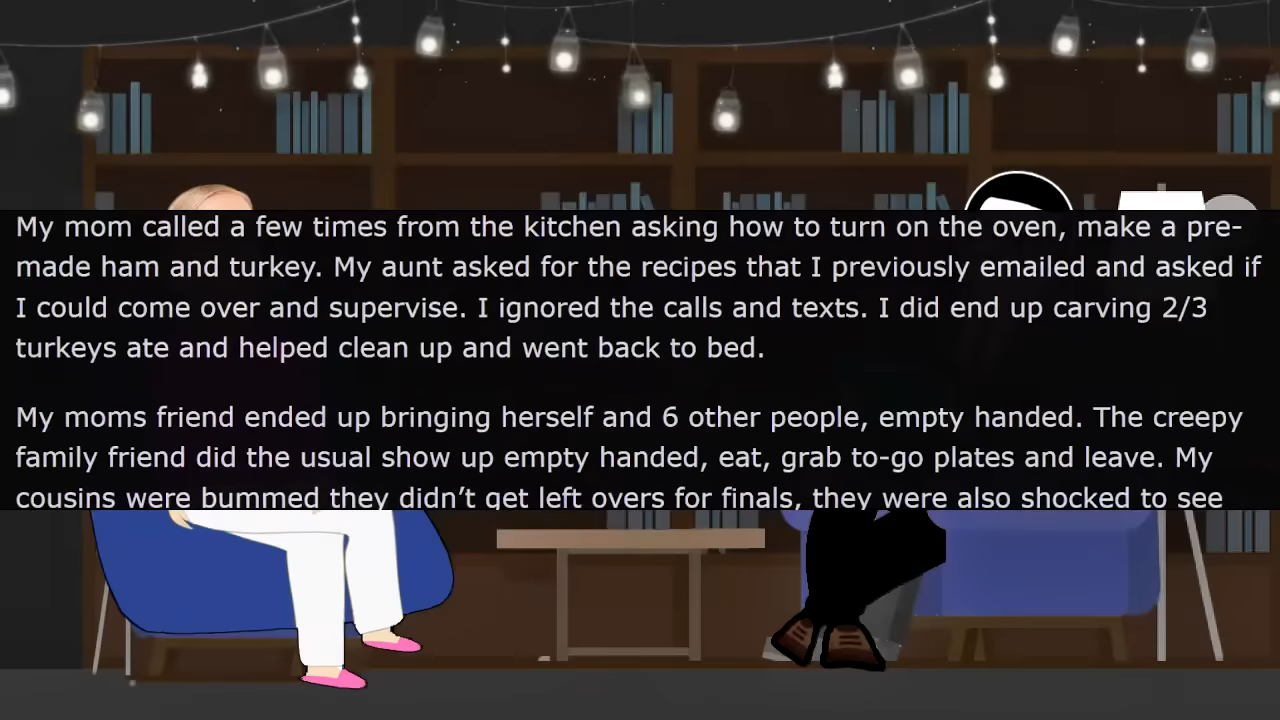 My mom called a few times from the kitchen asking how to turn on the oven, make a pre-
made ham and turkey. My aunt asked for the recipes that I previously emailed and asked if
I could come over and supervise. I ignored the calls and texts. I did end up carving 2/3
turkeys ate and helped clean up and went back to bed.
My moms friend ended up bringing herself and 6 other people, empty handed. The creepy
family friend did the usual show up empty handed, eat, grab to-go plates and leave. My
cousins were bummed they didn’t get left overs for finals, they were also shocked to see